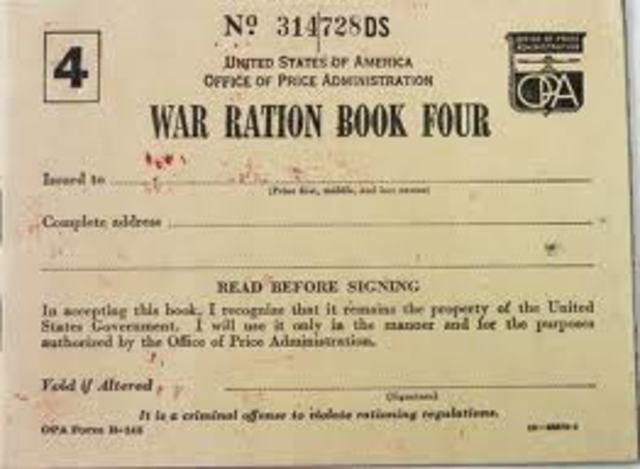 Nº 314728DS
4
UNITED STATES OF AMERICA
OFFICE OF PRICE ADMINISTRATION
OFFICE OF PRICE
ADMINISTRATION
OPA
WAR RATION BOOK FOUR
Issued to
(Print first, middle, and last names)
Complete address
READ BEFORE SIGNING
In accepting this book, I recognize that it remains the property of the United
States Government. I will use it only in the manner and for the purposes
authorized by the Office of Price Administration.
Void if Altered
(Signature)
It is a criminal offense to violate rationing regulations.
OPA Form R-145